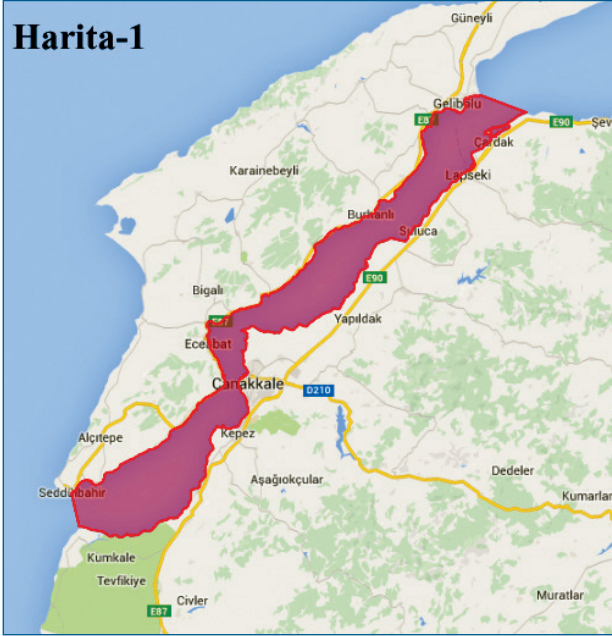 Harita-1
Güneyli
Gelibolu
E87
E90
Şev
Çardak
Karainebeyli
Lapseki
Burhanlı
Suluca
E90
Bigalı
E87
Yapıldak
Eceabat
Çanakkale
D210
Kepez
Alçıtepe
Dedeler
Aşağıokçular
Seddülbahir
Kumarlar
Kumkale
Tevfikiye
Muratlar
Civler
E87